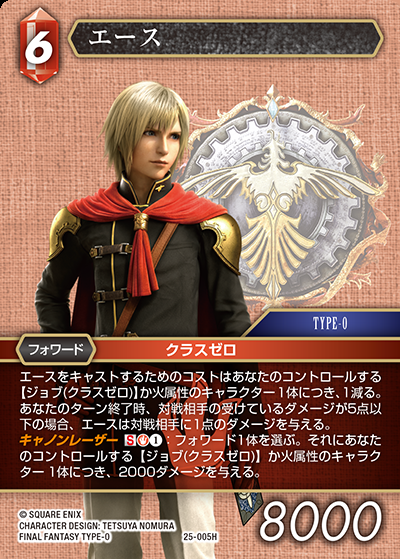 6
エース
TYPE-0
フォワード
クラスゼロ
エースをキャストするためのコストはあなたのコントロールする
【ジョブ(クラスゼロ)】か火属性のキャラクター1体につき、1減る。
あなたのターン終了時、対戦相手の受けているダメージが5点以
下の場合、エースは対戦相手に1点のダメージを与える。
キャノンレーザー S 1：フォワード1体を選ぶ。それにあなた
のコントロールする【ジョブ(クラスゼロ)】か火属性のキャラク
ター 1体につき、2000ダメージを与える。
© SQUARE ENIX
CHARACTER DESIGN: TETSUYA NOMURA
FINAL FANTASY TYPE-0
25-005H
8000